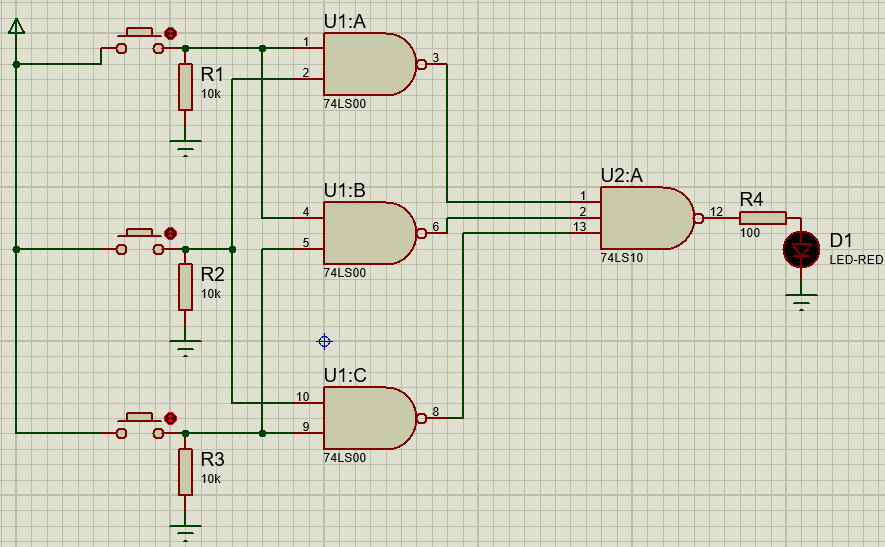 U1:A
1
2
3
74LS00
R1
10k
U1:B
4
5
6
74LS00
R2
10k
U2:A
1
2
13
12
74LS10
R4
100
D1
LED-RED
U1:C
10
9
8
74LS00
R3
10k